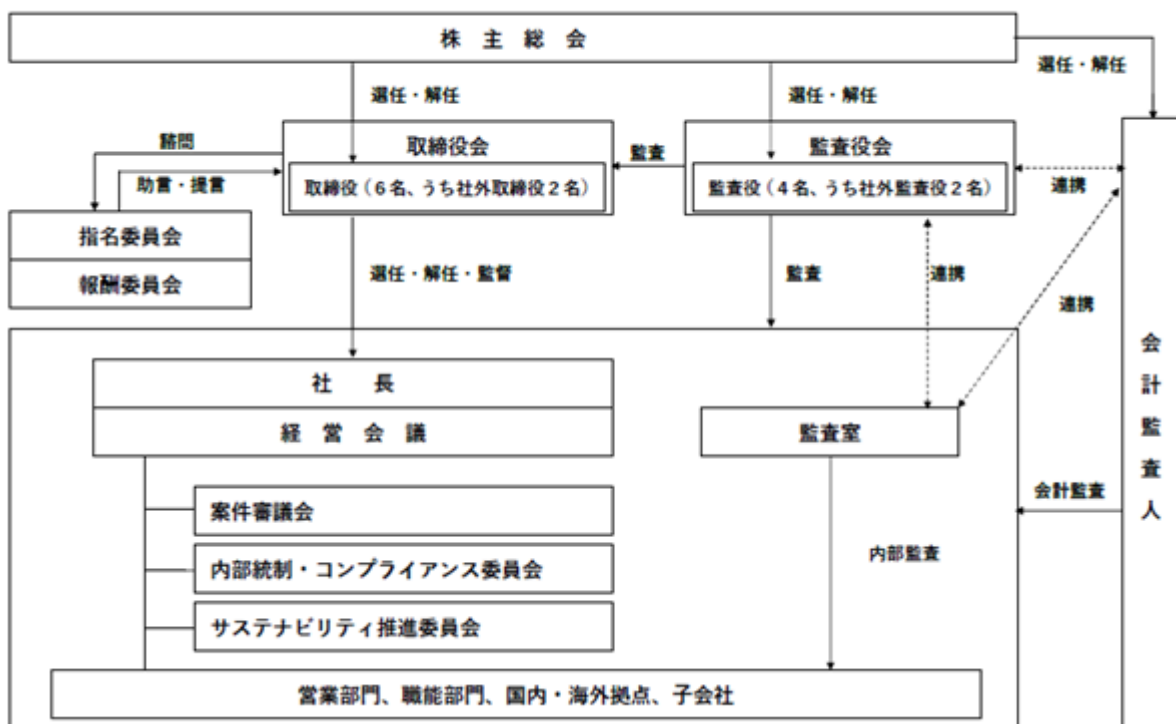 株 主 総 会
選任・解任
選任・解任
選任・解任
諮問
助言・提言
取締役会
取締役（6名、うち社外取締役2名）
監査
監査役会
監査役（4名、うち社外監査役2名）
連携
指名委員会
報酬委員会
選任・解任・監督
監査
連携
連携
社 長
経 営 会 議
監査室
会計監査人
案件審議会
内部統制・コンプライアンス委員会
サステナビリティ推進委員会
会計監査
内部監査
営業部門、職能部門、国内・海外拠点、子会社